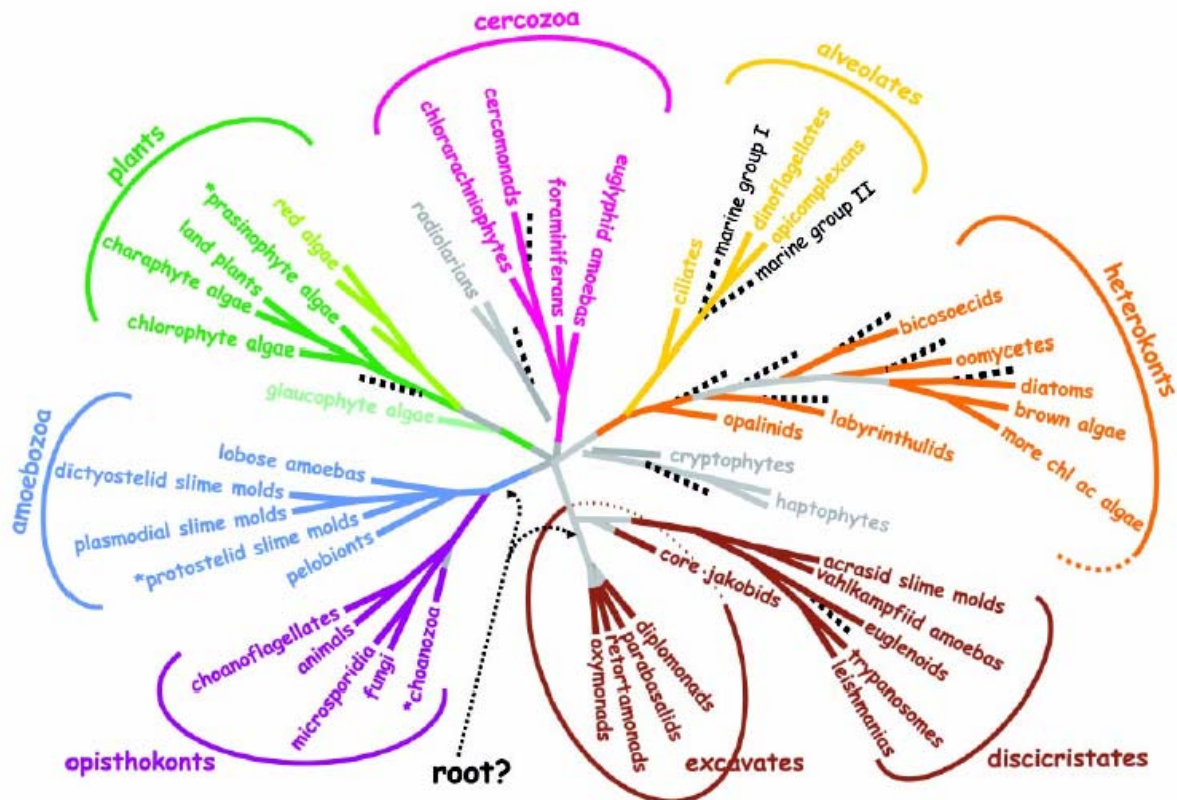 cercozoa
alveolates
plants
heterokonts
amoebozoa
opisthokonts
excavates
discicristates
root?
cercomonads
chlorarachniophytes
foraminiferans
euglyphid amoebas
radiolarians
red algae
*prasinophyte algae
land plants
charaphyte algae
chlorophyte algae
glaucophyte algae
lobose amoebas
dictyostelid slime molds
plasmodial slime molds
*protostelid slime molds
pelobionts
choanoflagellates
animals
microsporidia
fungi
*choanozoa
oxymonads
retortamonads
parabasalids
diplomonads
core jakobids
leishmanias
trypanosomes
euglenoids
vahlkampfiid amoebas
acrasid slime molds
haptophytes
cryptophytes
opalinids
labyrinthulids
more chl ac algae
brown algae
diatoms
oomycetes
bicosoecids
marine group II
apicomplexans
dinoflagellates
marine group I
ciliates